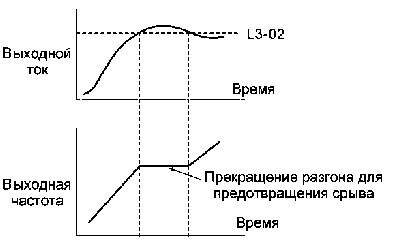 L3-02
Выходной
ток
Время
Выходная
частота
Прекращение разгона для
предотвращения срыва
Время